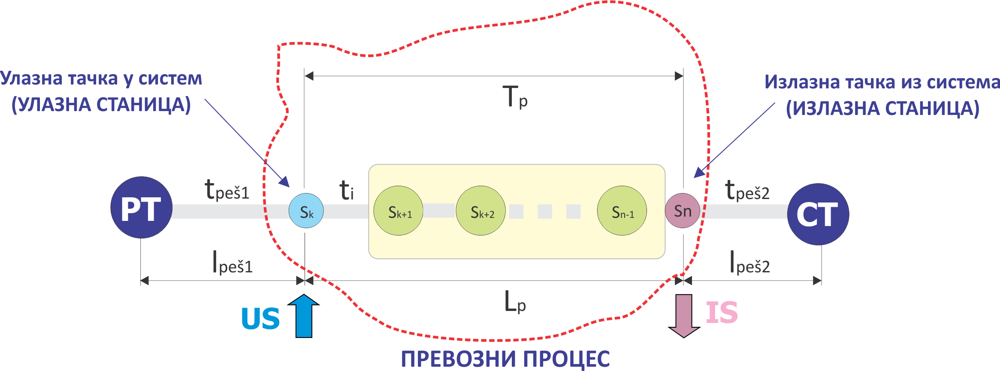 Улазна тачка у систем
(УЛАЗНА СТАНИЦА)
Излазна тачка из система
(ИЗЛАЗНА СТАНИЦА)
Tp
PT
tpeš1
Sk
ti
Sk+1
Sk+2
Sn-1
Sn
tpeš2
CT
lpeš1
Lp
lpeš2
US
IS
ПРЕВОЗНИ ПРОЦЕС